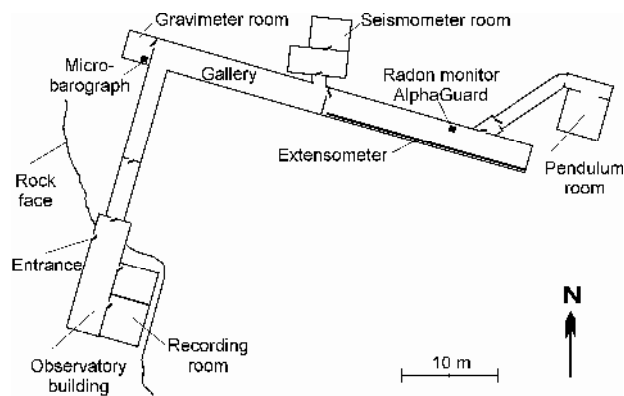 Gravimeter room
Seismometer room
Micro-
barograph
Gallery
Radon monitor
AlphaGuard
Extensometer
Pendulum
room
Rock
face
Entrance
Observatory
building
Recording
room
10 m
N